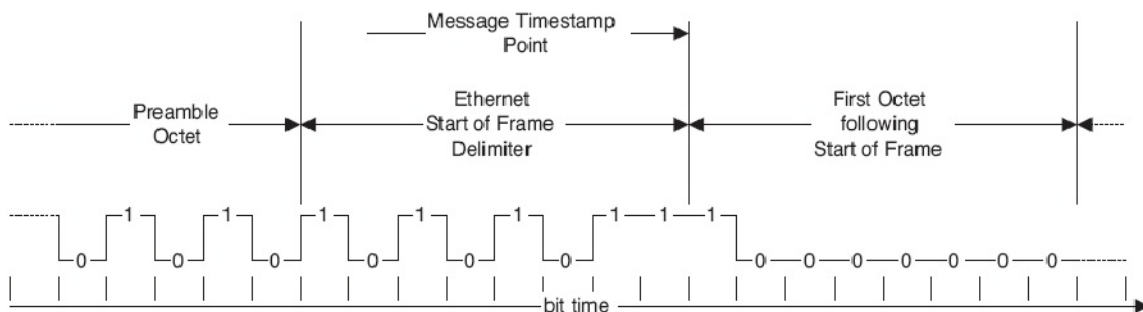 Message Timestamp
Point
Preamble
Octet
Ethernet
Start of Frame
Delimiter
First Octet
following
Start of Frame
0 1 0 1 0 1 0 1 0 1 0 1 1 1 0 0 0 0 0 0 0
bit time